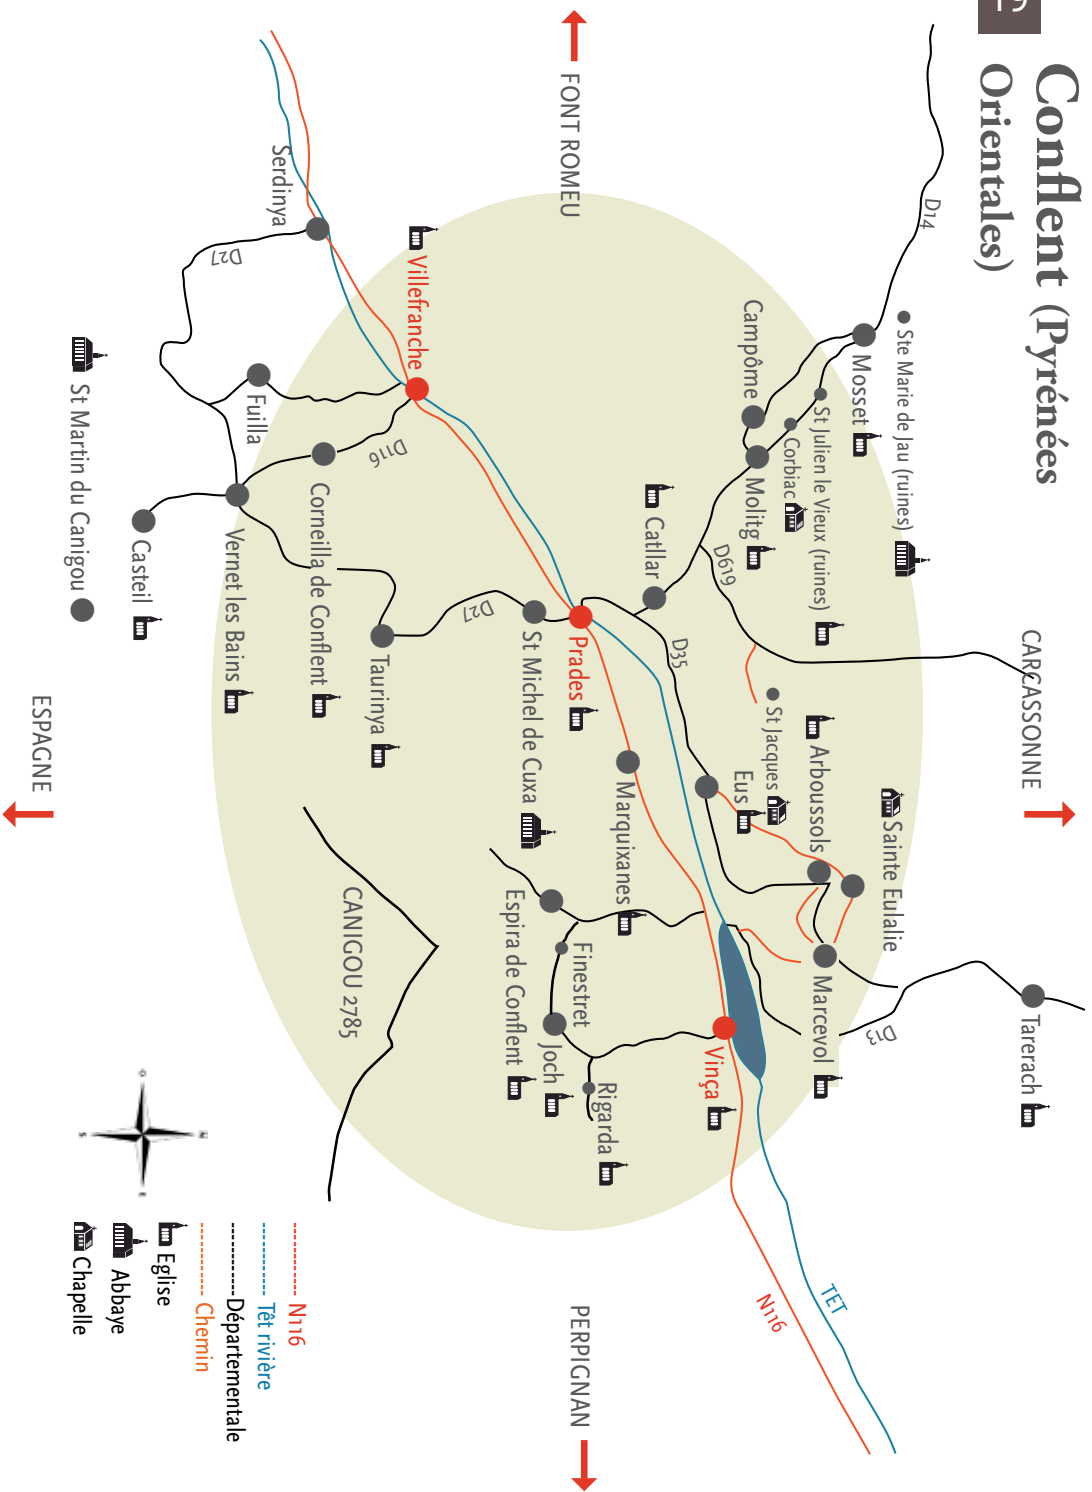 19
Conflent (Pyrénées
Orientales)
CARCASSONNE
FONT ROMEU
PERPIGNAN
ESPAGNE
D14
Ste Marie de Jau (ruines)
Mosset
St Julien le Vieux (ruines)
Corbiac
Campôme
Molitg
D619
Catllar
D35
St Jacques
Eus
Arboussols
Sainte Eulalie
Marcevol
Tarerach
D13
Serdinya
D27
Villefranche
Fuilla
D116
Corneilla de Conflent
Vernet les Bains
Casteil
St Martin du Canigou
Taurinya
D27
St Michel de Cuxa
Prades
Marquixanes
Espira de Conflent
Finestret
Joch
Rigarda
Vinça
CANIGOU 2785
TET
N116
N
O
E
S
N116
Têt rivière
Départementale
Chemin
Eglise
Abbaye
Chapelle